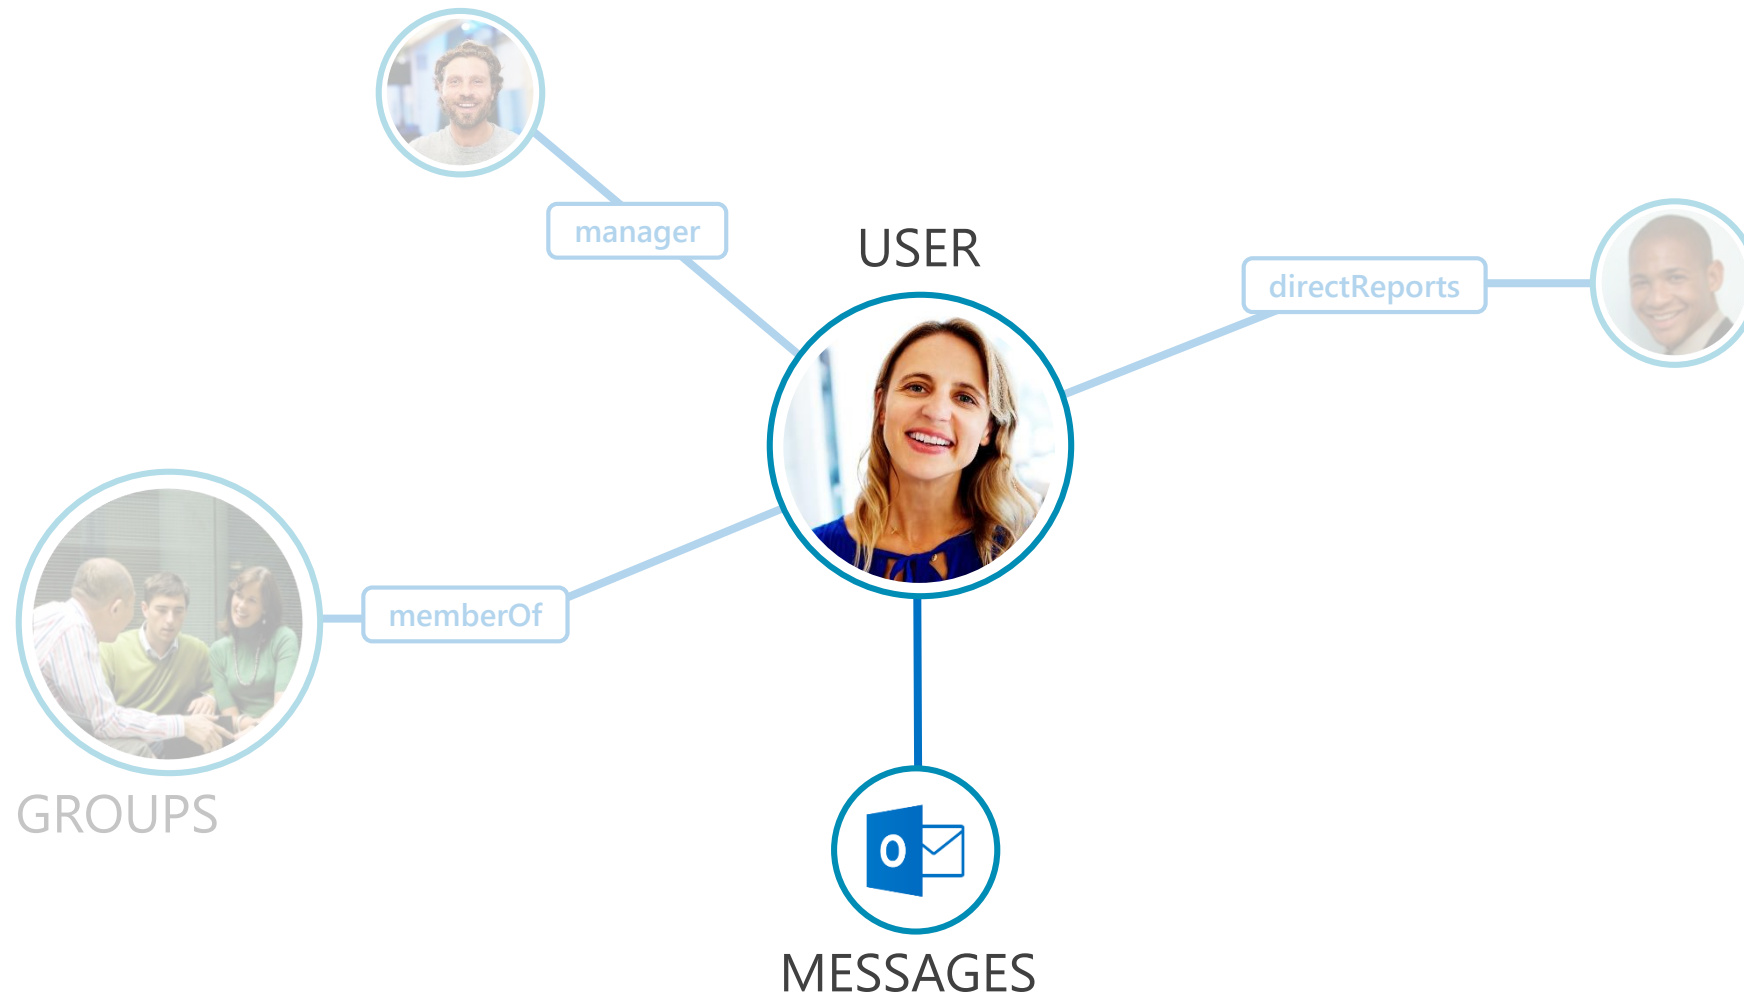 manager
USER
directReports
memberOf
GROUPS
O
MESSAGES